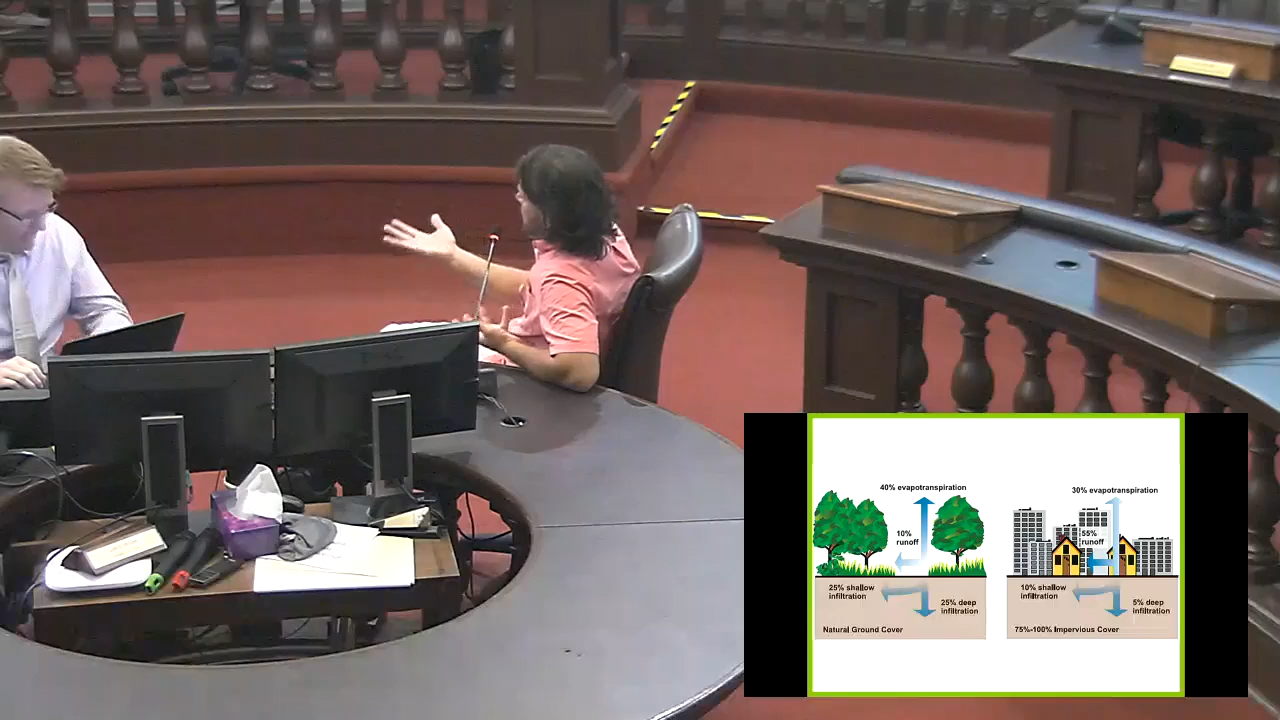 40% evapotranspiration
10%
runoff
25% shallow
infiltration
25% deep
infiltration
Natural Ground Cover
30% evapotranspiration
55%
runoff
10% shallow
infiltration
5% deep
infiltration
75%-100% Impervious Cover